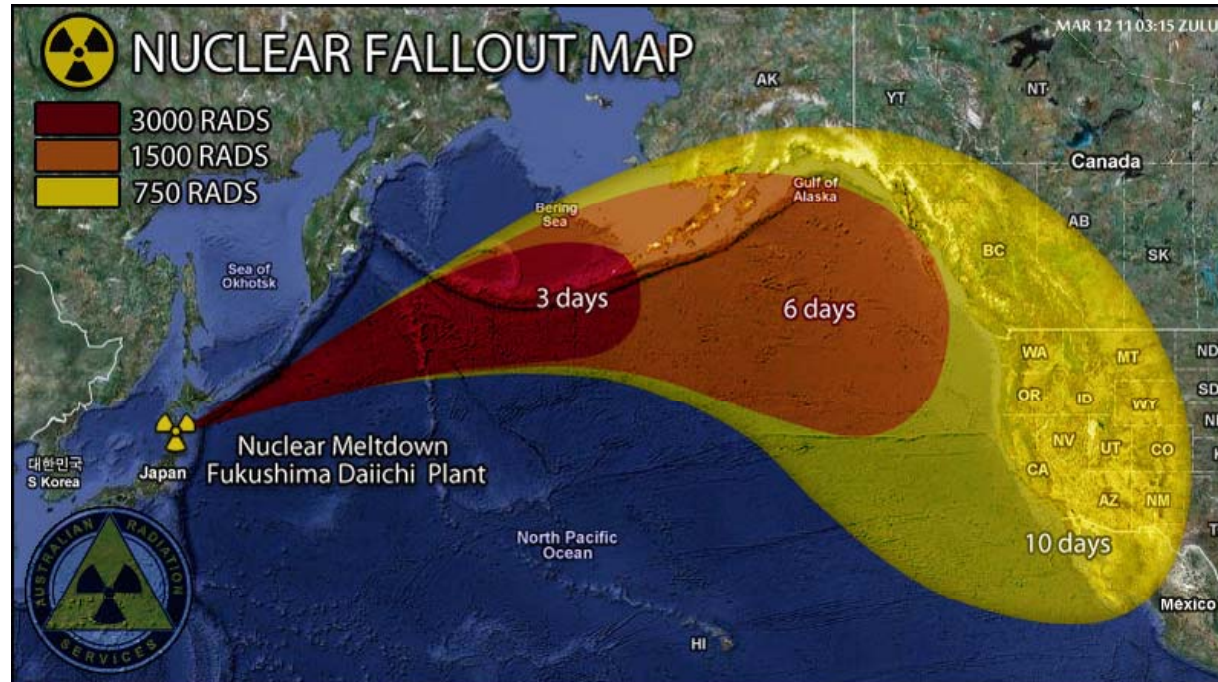 MAR 12 11 03:15 ZULU
NUCLEAR FALLOUT MAP
3000 RADS
1500 RADS
750 RADS
AK
YT
NT
Canada
Gulf of
Alaska
Bering
Sea
AB
SK
BC
Sea of
Okhotsk
3 days
6 days
WA
MT
ND
OR
ID
WY
SD
NV
UT
CO
CA
AZ
NM
Nuclear Meltdown
Fukushima Daiichi Plant
대한민국
S Korea
Japan
North Pacific
Ocean
10 days
México
HI
AUSTRALIAN RADIATION
SERVICES